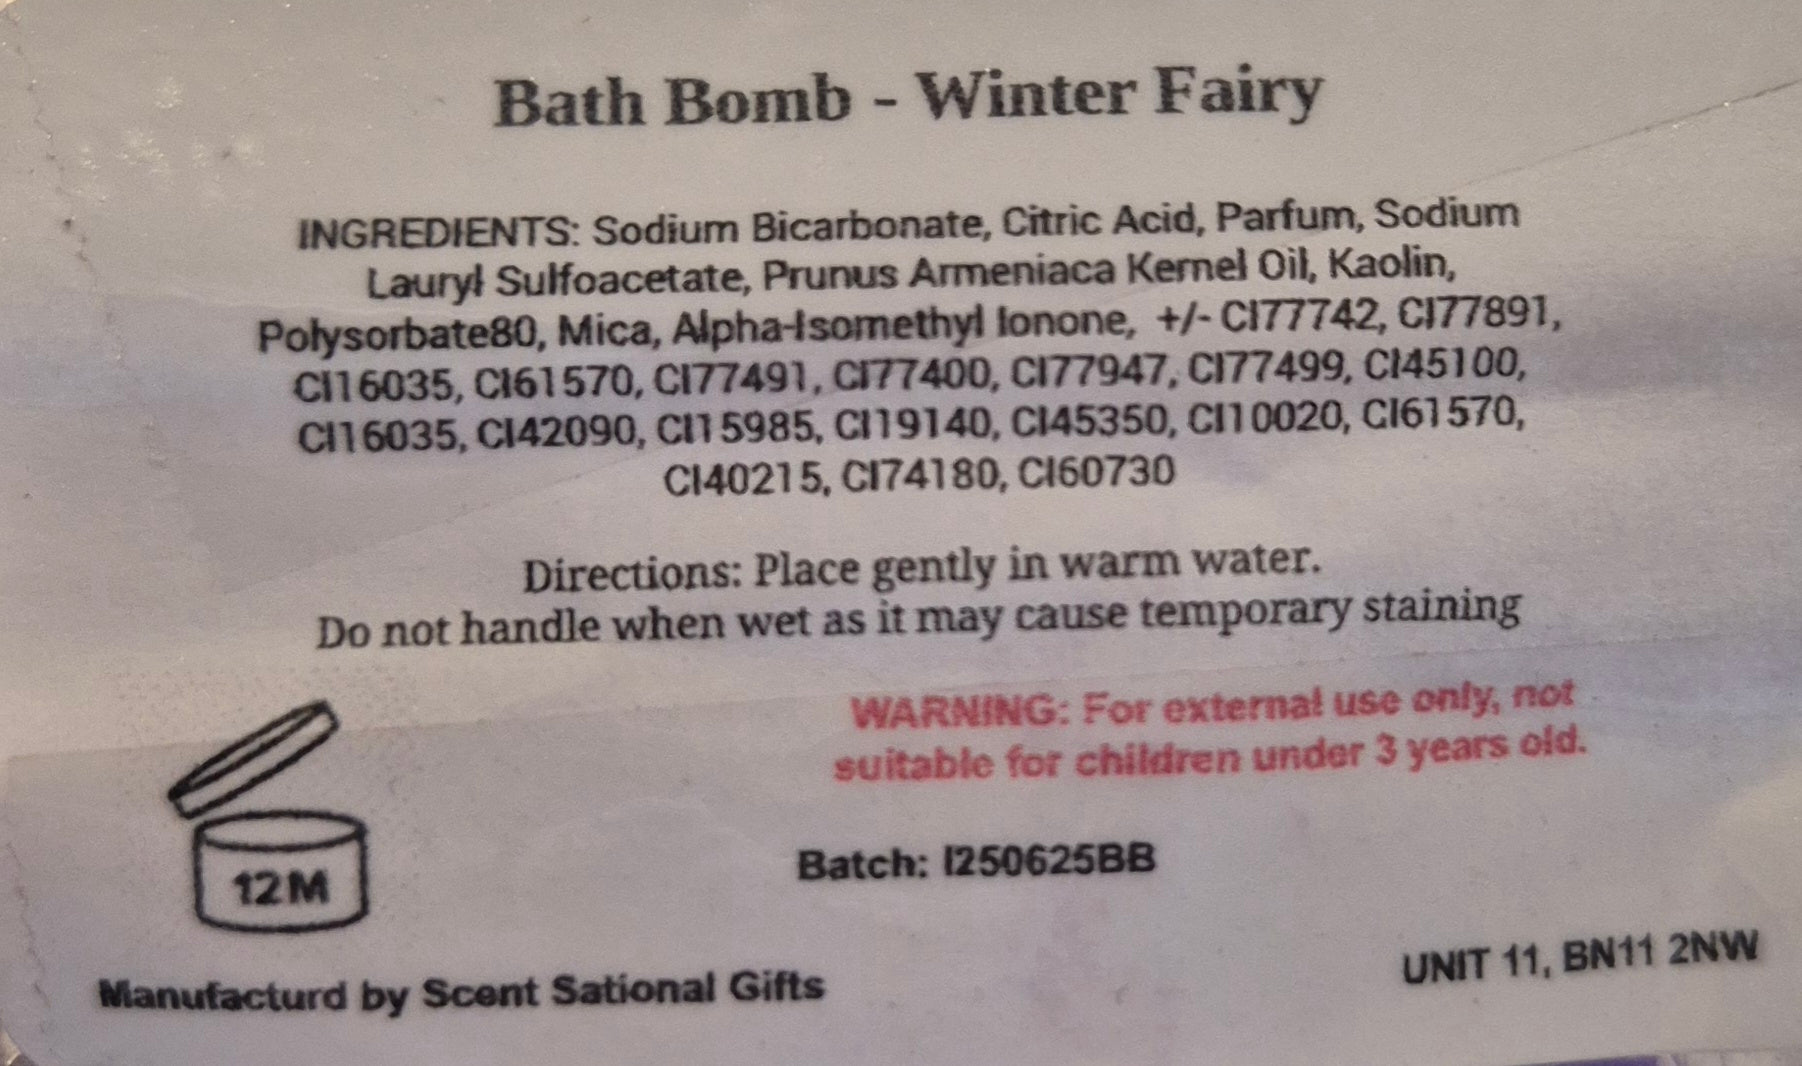 Bath Bomb - Winter Fairy
INGREDIENTS: Sodium Bicarbonate, Citric Acid, Parfum, Sodium
Lauryl Sulfoacetate, Prunus Armeniaca Kernel Oil, Kaolin,
Polysorbate80, Mica, Alpha-Isomethyl Ionone, +/- CI77742, CI77891,
CI16035, CI61570, CI77491, CI77400, CI77947, CI77499, CI45100,
CI16035, CI42090, CI15985, CI19140, CI45350, CI10020, CI61570,
CI40215, CI74180, CI60730
Directions: Place gently in warm water.
Do not handle when wet as it may cause temporary staining
WARNING: For external use only, not
suitable for children under 3 years old.
12M
Batch: I250625BB
Manufacturd by Scent Sational Gifts
UNIT 11, BN11 2NW